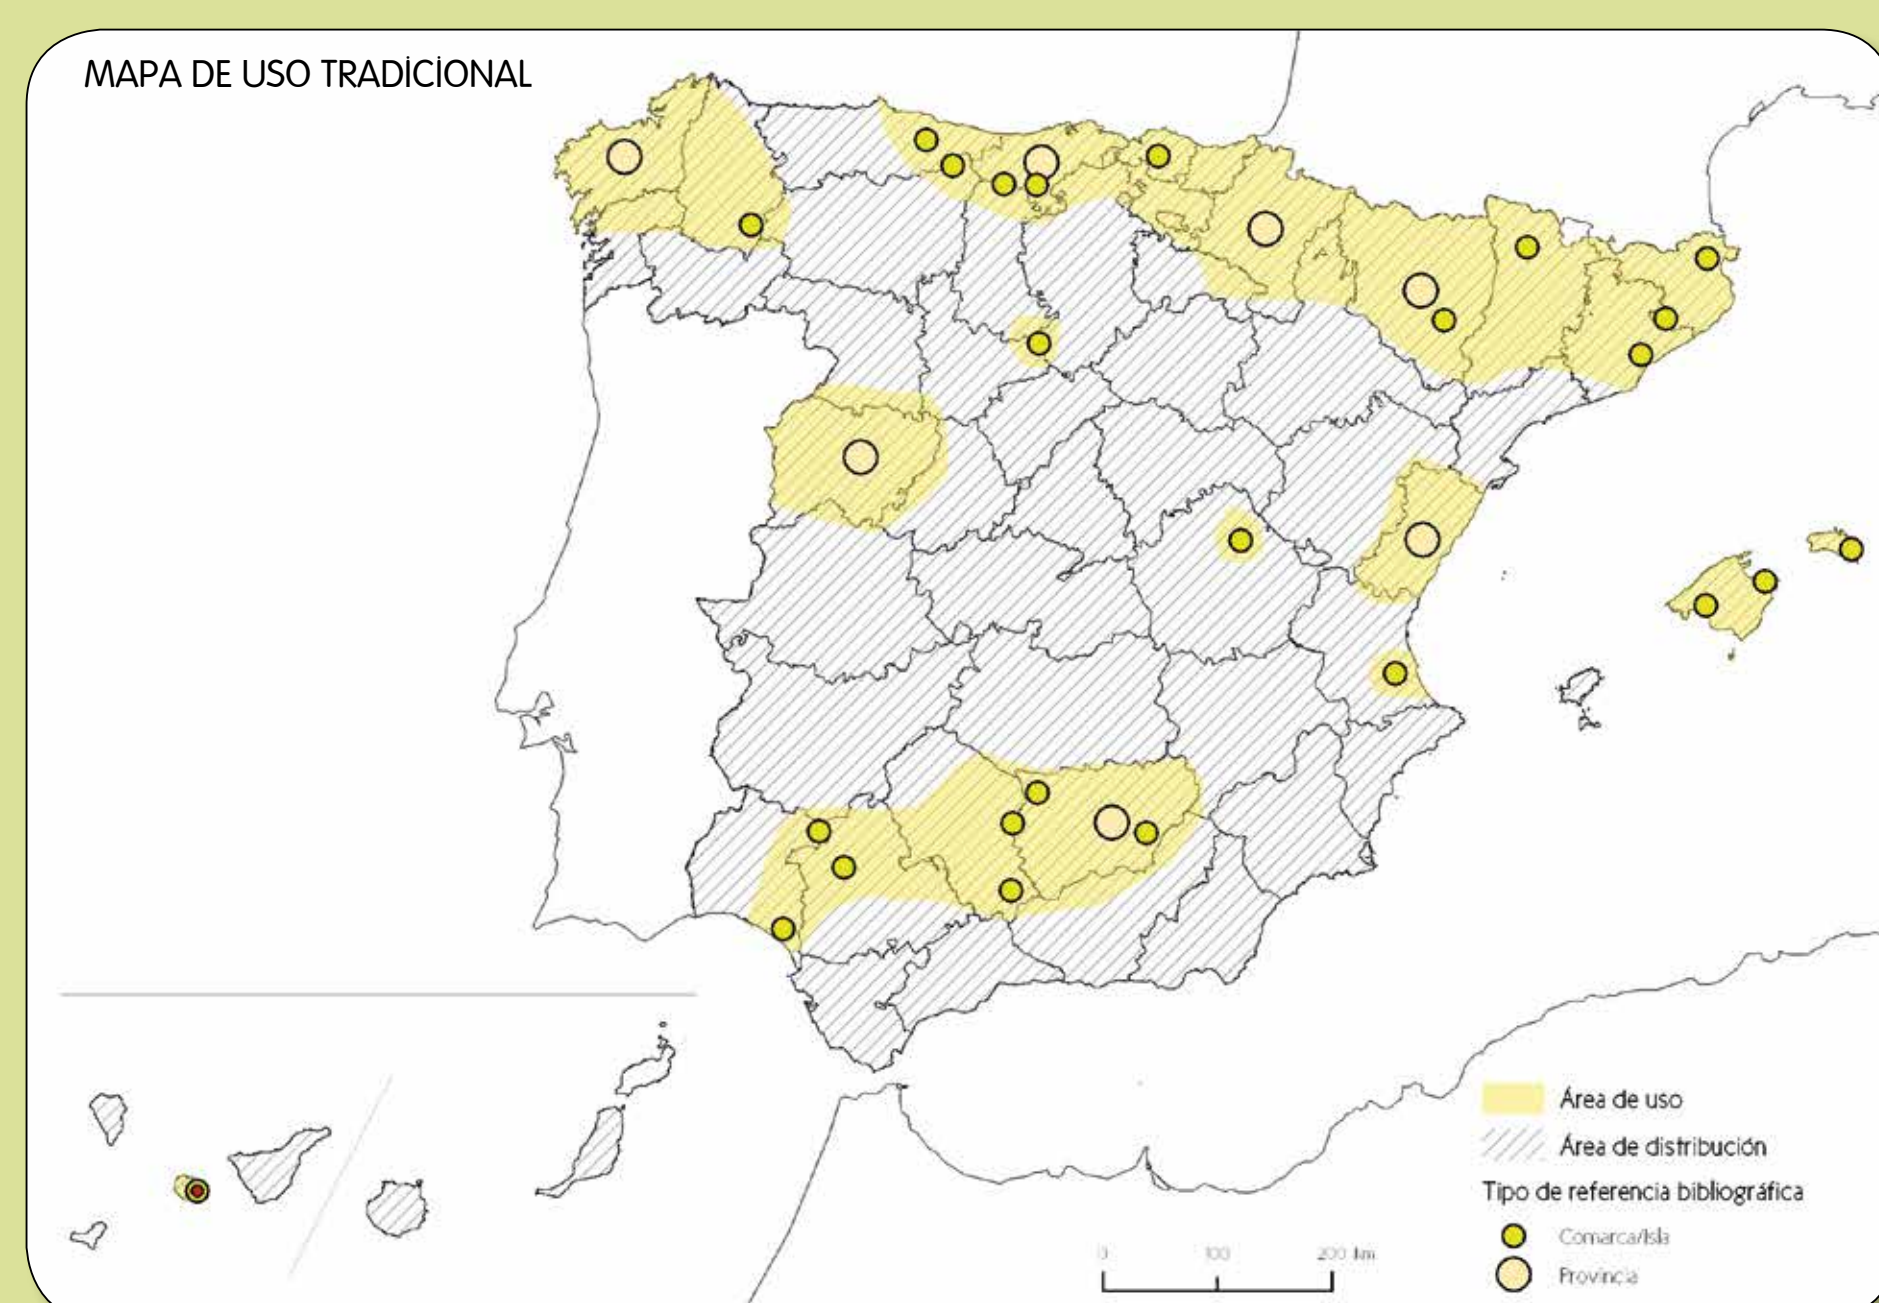 MAPA DE USO TRADICIONAL
Área de uso
Área de distribución
Tipo de referencia bibliográfica
Comarca/Isla
Provincia
0 100 200 km